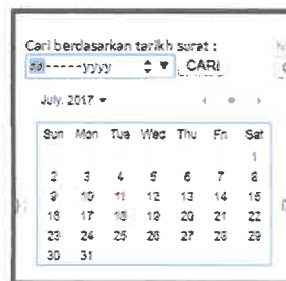 Cari berdasarkan tarikh surat :
dd-----yyyy CARI
July, 2017
Sun Mon Tue Wed Thu Fri Sat
1
2 3 4 5 6 7 8
9 10 11 12 13 14 15
16 17 18 19 20 21 22
23 24 25 26 27 28 29
30 31